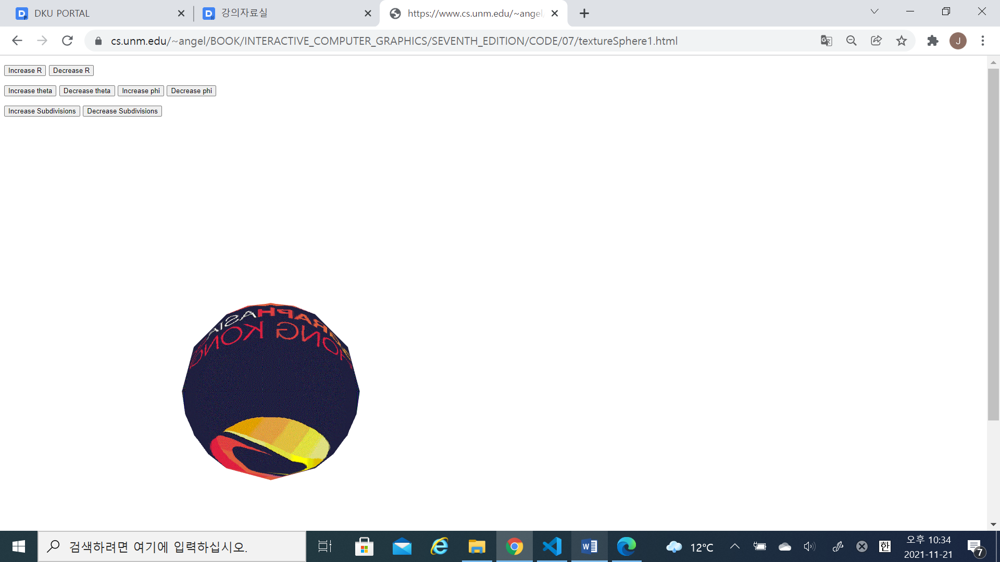 DKU PORTAL
강의자료실
https://www.cs.unm.edu/~angel/
cs.unm.edu/~angel/BOOK/INTERACTIVE_COMPUTER_GRAPHICS/SEVENTH_EDITION/CODE/07/textureSphere1.html
J
Increase R Decrease R
Increase theta Decrease theta Increase phi Decrease phi
Increase Subdivisions Decrease Subdivisions
ASIA
HONG KONG
검색하려면 여기에 입력하십시오.
12°C
한
오후 10:34
2021-11-21
7